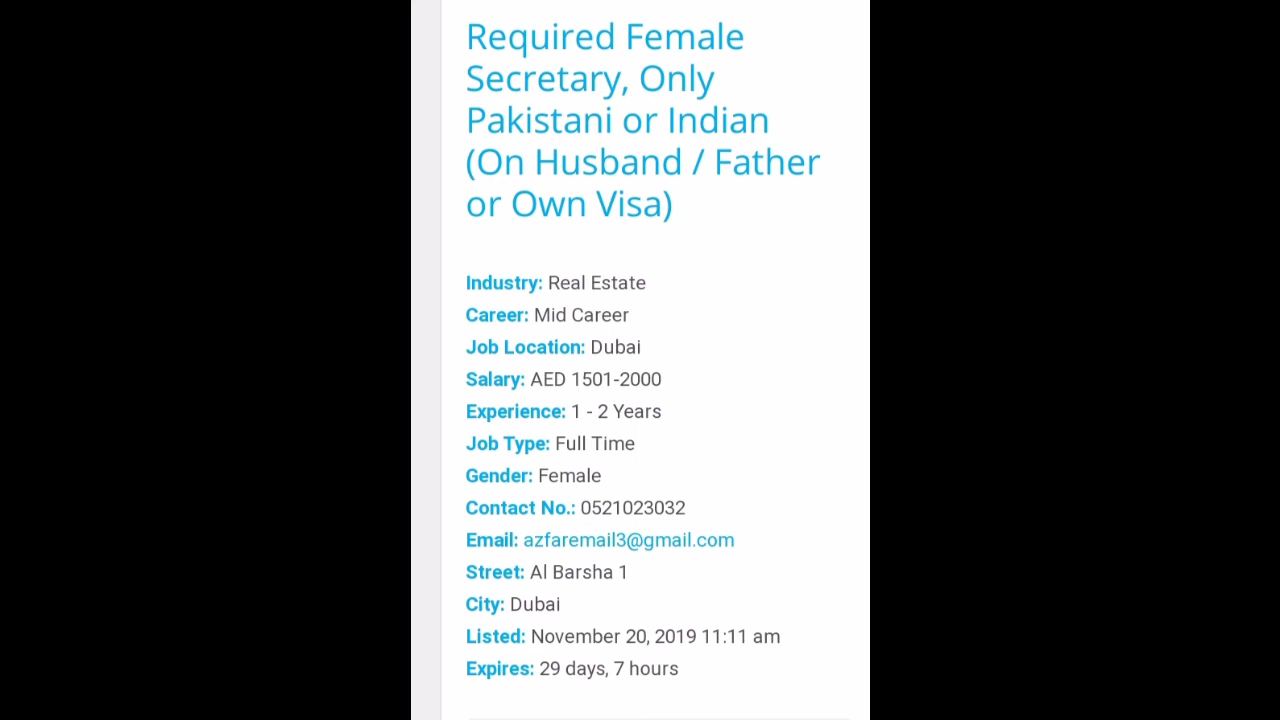 Required Female
Secretary, Only
Pakistani or Indian
(On Husband / Father
or Own Visa)
Industry: Real Estate
Career: Mid Career
Job Location: Dubai
Salary: AED 1501-2000
Experience: 1 - 2 Years
Job Type: Full Time
Gender: Female
Contact No.: 0521023032
Email: azfaremail3@gmail.com
Street: Al Barsha 1
City: Dubai
Listed: November 20, 2019 11:11 am
Expires: 29 days, 7 hours